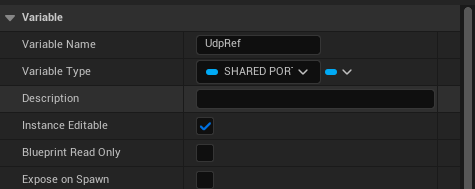 Variable
Variable Name UdpRef
Variable Type SHARED POR
Description
Instance Editable
Blueprint Read Only
Expose on Spawn